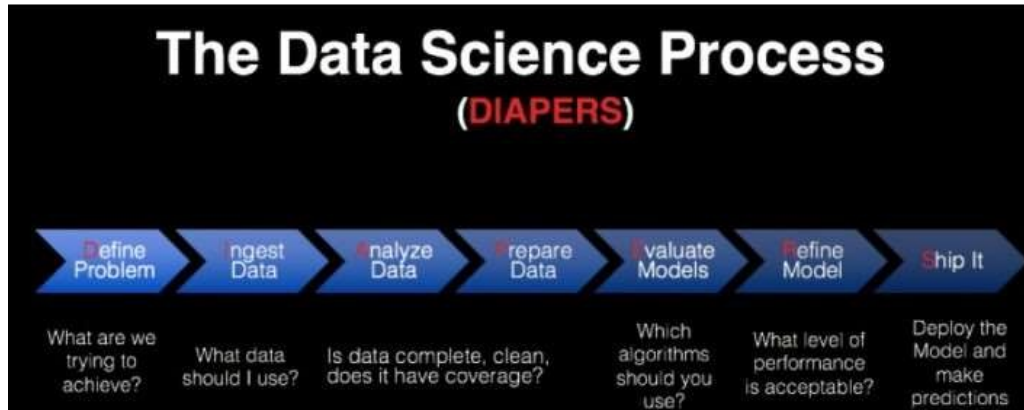 The Data Science Process
(DIAPERS)
Define
Problem
Ingest
Data
Analyze
Data
Prepare
Data
Evaluate
Models
Refine
Model
Ship It
What are we
trying to
achieve?
What data
should I use?
Is data complete, clean,
does it have coverage?
Which
algorithms
should you
use?
What level of
performance
is acceptable?
Deploy the
Model and
make
predictions